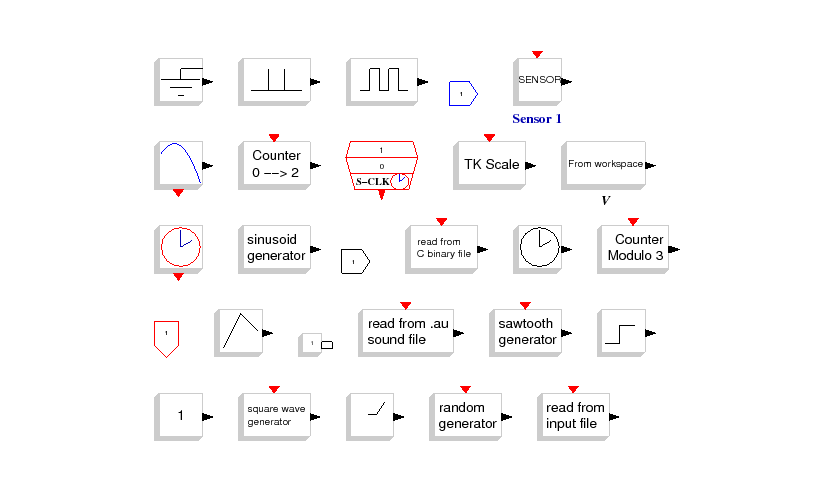 1
SENSOR
Sensor 1
Counter
0 --> 2
1
0
S-CLK
TK Scale
From workspace
V
sinusoid
generator
1
read from
C binary file
Counter
Modulo 3
1
1
read from .au
sound file
sawtooth
generator
1
square wave
generator
random
generator
read from
input file